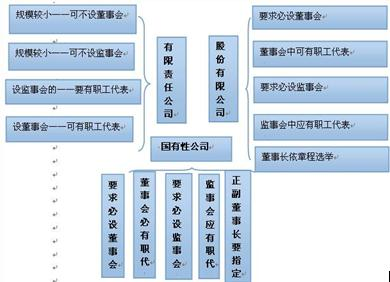 规模较小——可不设董事会
规模较小——可不设监事会
设监事会的——要有职工代表
设董事会——可有职工代表
有限责任公司
股份有限公司
要求必设董事会
董事会中可有职工代表
要求必设监事会
监事会中应有职工代表
董事长依章程选举
国有性公司
要求必设董事会
董事会必有职代
要求必设监事会
监事会应有职代
正副董事长要指定